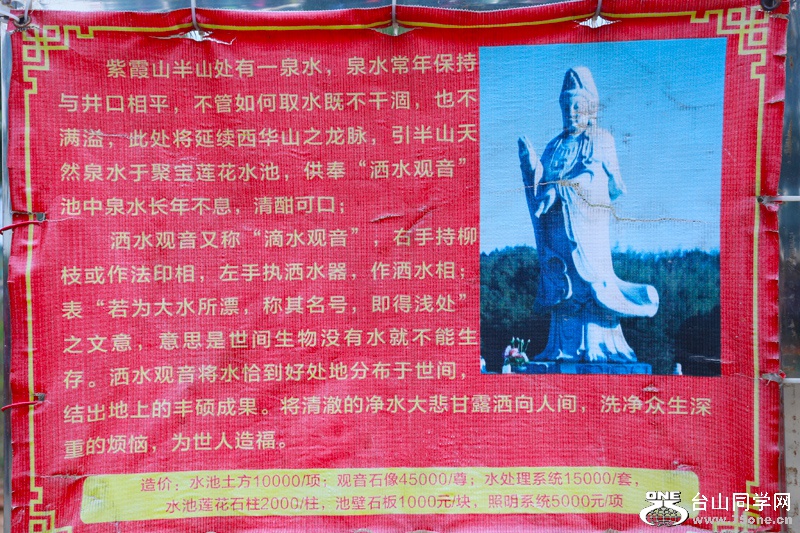 紫霞山半山处有一泉水，泉水常年保持
与井口相平，不管如何取水既不干涸，也不
满溢，此处将延续西华山之龙脉，引半山天
然泉水于聚宝莲花水池，供奉“洒水观音”
池中泉水长年不息，清酣可口；
洒水观音又称“滴水观音”，右手持柳
枝或作法印相，左手执洒水器，作洒水相；
表“若为大水所漂，称其名号，即得浅处”
之文意，意思是世间生物没有水就不能生
存。洒水观音将水恰到好处地分布于世间，
结出地上的丰硕成果。将清澈的净水大悲甘露洒向人间，洗净众生深
重的烦恼，为世人造福。
造价：水池土方10000/项；观音石像45000/尊；水处理系统15000/套，
水池莲花石柱2000/柱，池壁石板1000元/块，照明系统5000元/项
ONE 台山同学网